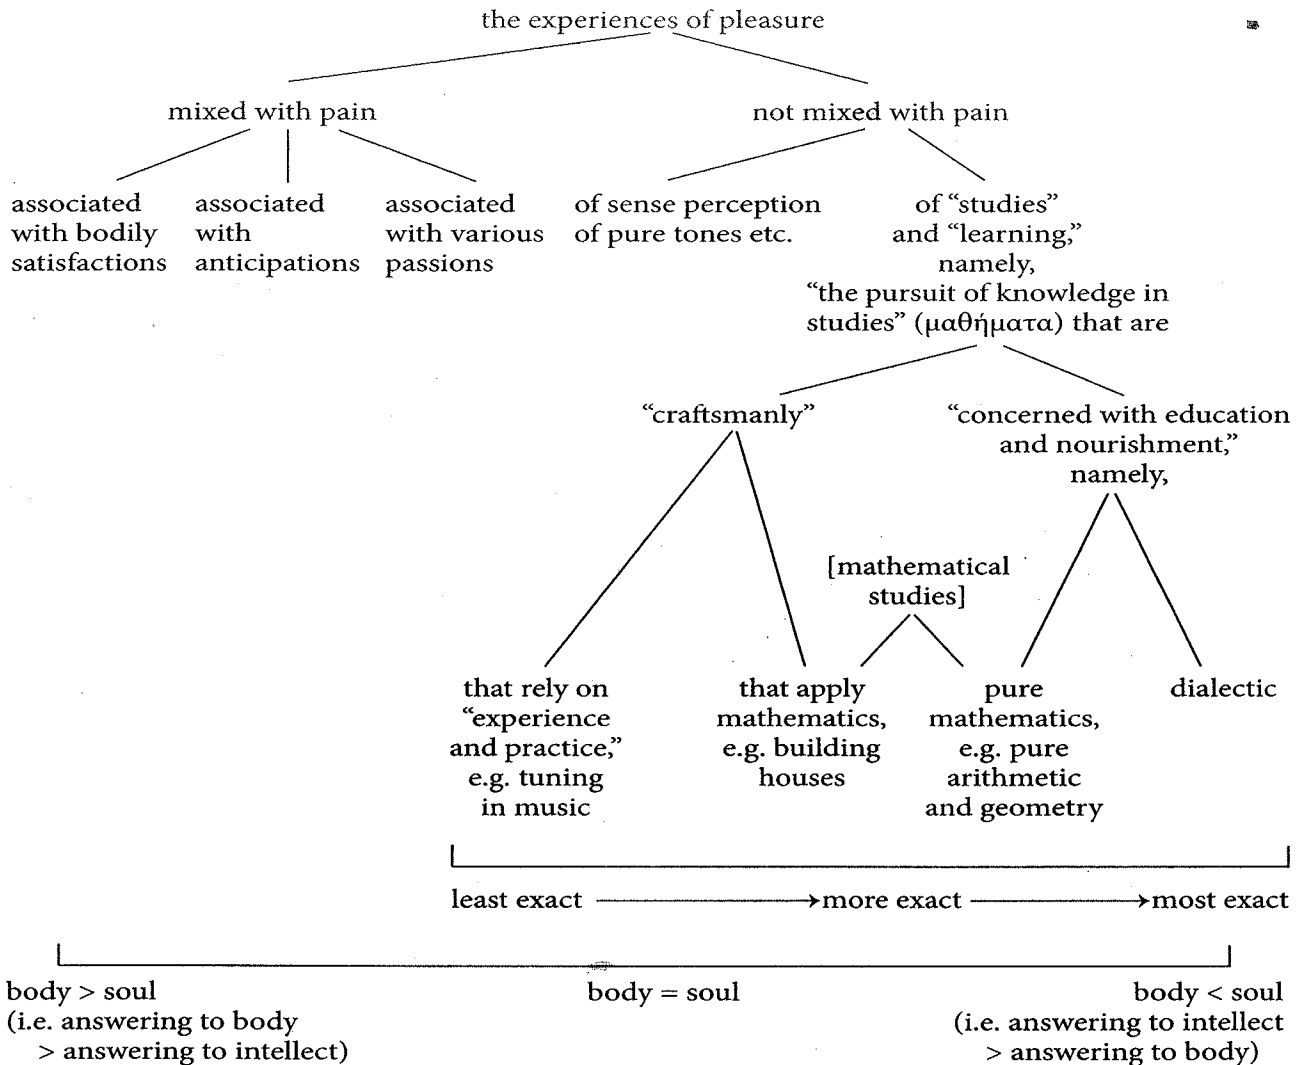 the experiences of pleasure
mixed with pain
not mixed with pain
associated
with bodily
satisfactions
associated
with
anticipations
associated
with various
passions
of sense perception
of pure tones etc.
of “studies”
and “learning,”
namely,
“the pursuit of knowledge in
studies” (μαθήματα) that are
“craftsmanly”
“concerned with education
and nourishment,”
namely,
[mathematical
studies]
that rely on
“experience
and practice,”
e.g. tuning
in music
that apply
mathematics,
e.g. building
houses
pure
mathematics,
e.g. pure
arithmetic
and geometry
dialectic
least exact → more exact → most exact
body > soul
(i.e. answering to body
> answering to intellect)
body = soul
body < soul
(i.e. answering to intellect
> answering to body)